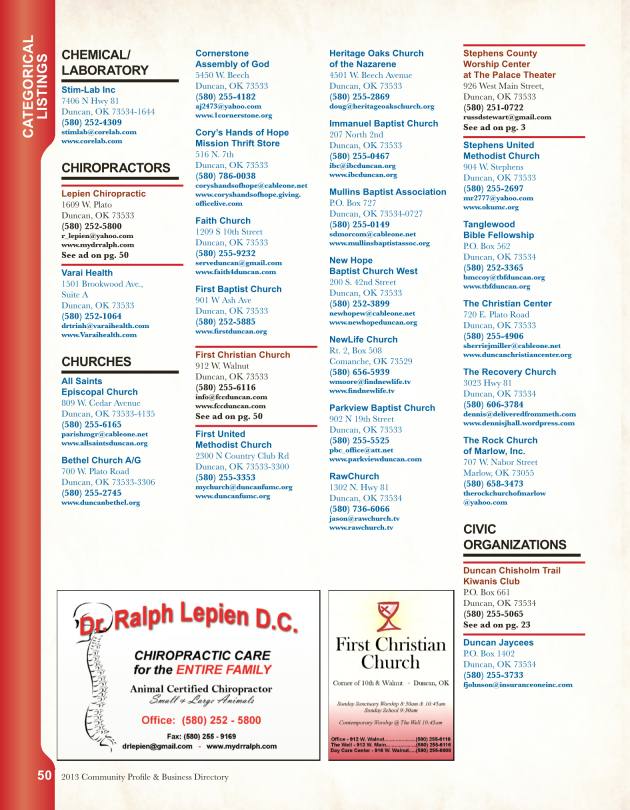 CATEGORICAL
LISTINGS
CHEMICAL/
LABORATORY
Stim-Lab Inc
7406 N Hwy 81
Duncan, OK 73534-1644
(580) 252-4309
stimlab@corelab.com
www.corelab.com
CHIROPRACTORS
Lepien Chiropractic
1609 W. Plato
Duncan, OK 73533
(580) 252-5800
r_lepien@yahoo.com
www.mydrralph.com
See ad on pg. 50
Varai Health
1501 Brookwood Ave.,
Suite A
Duncan, OK 73533
(580) 252-1064
drtrinh@varaihealth.com
www.Varaihealth.com
CHURCHES
All Saints
Episcopal Church
809 W. Cedar Avenue
Duncan, OK 73533-4135
(580) 255-6165
parishmgr@cableone.net
www.allsaintsduncan.org
Bethel Church A/G
700 W. Plato Road
Duncan, OK 73533-3306
(580) 255-2745
www.duncanbethel.org
Cornerstone
Assembly of God
5450 W. Beech
Duncan, OK 73533
(580) 255-4182
aj2473@yahoo.com
www.1cornerstone.org
Cory's Hands of Hope
Mission Thrift Store
516 N. 7th
Duncan, OK 73533
(580) 786-0038
coryshandsofhope@cableone.net
www.coryshandsofhope.giving.
officelive.com
Faith Church
1209 S 10th Street
Duncan, OK 73533
(580) 255-9232
serveduncan@gmail.com
www.faith4duncan.com
First Baptist Church
901 W Ash Ave
Duncan, OK 73533
(580) 252-5885
www.firstduncan.org
First Christian Church
912 W. Walnut
Duncan, OK 73533
(580) 255-6116
info@fccduncan.com
www.fccduncan.com
See ad on pg. 50
First United
Methodist Church
2300 N Country Club Rd
Duncan, OK 73533-3300
(580) 255-3353
mychurch@duncanfumc.org
www.duncanfumc.org
Heritage Oaks Church
of the Nazarene
4501 W. Beech Avenue
Duncan, OK 73533
(580) 255-2869
doug@heritageoakschurch.org
Immanuel Baptist Church
207 North 2nd
Duncan, OK 73533
(580) 255-0467
ibc@ibcduncan.org
www.ibcduncan.org
Mullins Baptist Association
P.O. Box 727
Duncan, OK 73534-0727
(580) 255-0149
sdmorcom@cableone.net
www.mullinsbaptistassoc.org
New Hope
Baptist Church West
200 S. 42nd Street
Duncan, OK 73533
(580) 252-3899
newhopew@cableone.net
www.newhopeduncan.org
NewLife Church
Rt. 2, Box 508
Comanche, OK 73529
(580) 656-5939
wmoore@findnewlife.tv
www.findnewlife.tv
Parkview Baptist Church
902 N 19th Street
Duncan, OK 73533
(580) 255-5525
pbc_office@att.net
www.parkviewduncan.com
RawChurch
1302 N. Hwy 81
Duncan, OK 73534
(580) 736-6066
jason@rawchurch.tv
www.rawchurch.tv
Stephens County
Worship Center
at The Palace Theater
926 West Main Street,
Duncan, OK 73533
(580) 251-0722
russdstewart@gmail.com
See ad on pg. 3
Stephens United
Methodist Church
904 W. Stephens
Duncan, OK 73533
(580) 255-2697
mr2777@yahoo.com
www.okumc.org
Tanglewood
Bible Fellowship
P.O. Box 562
Duncan, OK 73534
(580) 252-3365
bmccoy@tbfduncan.org
www.tbfduncan.org
The Christian Center
720 E. Plato Road
Duncan, OK 73533
(580) 255-4906
sherriejmiller@cableone.net
www.duncanchristiancenter.org
The Recovery Church
3023 Hwy 81
Duncan, OK 73534
(580) 606-3784
dennis@deliveredfrommeth.com
www.dennisjhall.wordpress.com
The Rock Church
of Marlow, Inc.
707 W. Nabor Street
Marlow, OK 73055
(580) 658-3473
therockchurchofmarlow
@yahoo.com
CIVIC
ORGANIZATIONS
Duncan Chisholm Trail
Kiwanis Club
P.O. Box 661
Duncan, OK 73534
(580) 255-5065
See ad on pg. 23
Duncan Jaycees
P.O. Box 1402
Duncan, OK 73534
(580) 255-3733
fjohnson@insuranceoneinc.com
Dr. Ralph Lepien D.C.
CHIROPRACTIC CARE
for the ENTIRE FAMILY
Animal Certified Chiropractor
Small & Large Animals
Office: (580) 252 - 5800
Fax: (580) 255 - 9169
drlepien@gmail.com - www.mydrralph.com
First Christian
Church
Corner of 10th & Walnut - Duncan, OK
Sunday Sanctuary Worship 8:30am & 10:45am
Sunday School 9:30am
Contemporary Worship @ The Wall 10:45am
Office - 912 W. Walnut..............(580) 255-6116
The Wall - 912 W. Main..............(580) 255-6116
Day Care Center - 916 W. Walnut....(580) 255-6605
50 2013 Community Profile & Business Directory